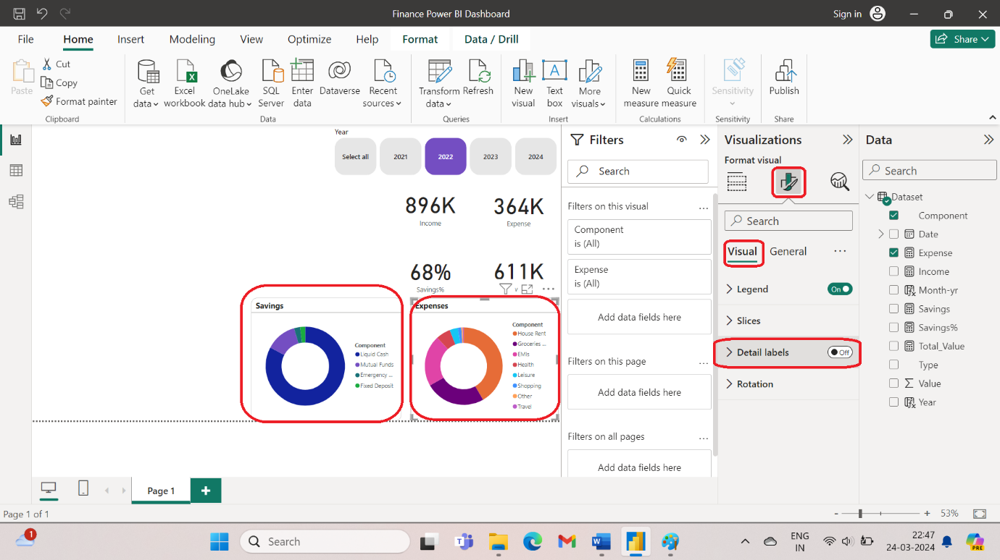 Finance Power BI Dashboard
Sign in
File
Home
Insert
Modeling
View
Optimize
Help
Format
Data / Drill
Share
Paste
Cut
Copy
Format painter
Clipboard
Get
data
Excel
workbook
OneLake
data hub
SQL
Server
Enter
data
Dataverse
Recent
sources
Data
Transform
data
Refresh
Queries
New
visual
A
Text
box
More
visuals
Insert
New
measure
Quick
measure
Calculations
Sensitivity
Sensitivity
Publish
Share
Year
Select all
2021
2022
2023
2024
896K
Income
364K
Expense
68%
Savings%
611K
Savings
Component
Liquid Cash
Mutual Funds
Emergency ...
Fixed Deposit
Expenses
Component
House Rent
Groceries ...
EMIs
Health
Leisure
Shopping
Other
Travel
Filters
Search
Filters on this visual
...
Component
is (All)
Expense
is (All)
Add data fields here
Filters on this page
...
Add data fields here
Filters on all pages
...
Add data fields here
Visualizations
Format visual
Search
Visual
General
...
Legend
On
Slices
Detail labels
Off
Rotation
Data
Search
Dataset
Component
Date
Expense
Income
Month-yr
Savings
Savings%
Total_Value
Type
Value
Year
Page 1
+
Page 1 of 1
-
+
53%
1
Search
ENG
IN
22:47
24-03-2024
PRE